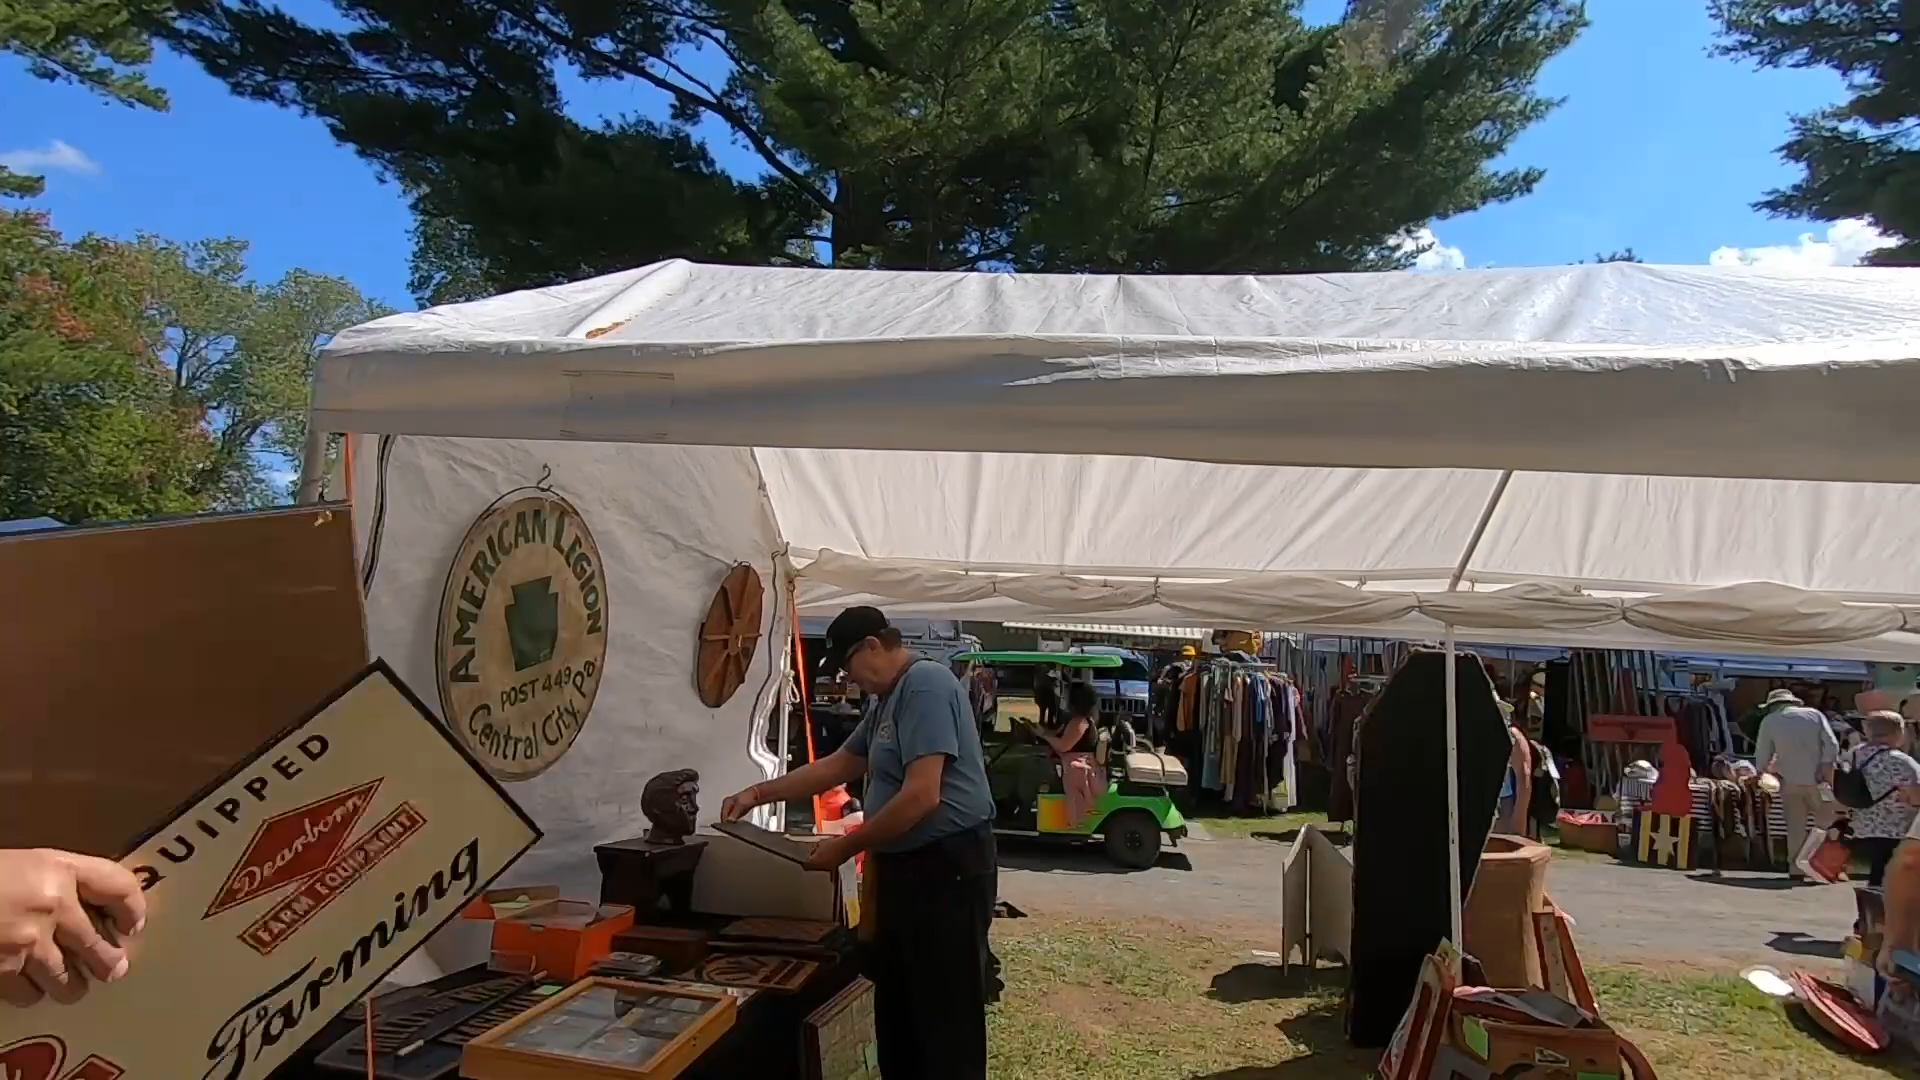 AMERICAN LEGION
POST 449
Central City, Pa.
EQUIPPED
Dearborn
FARM EQUIPMENT
Farming